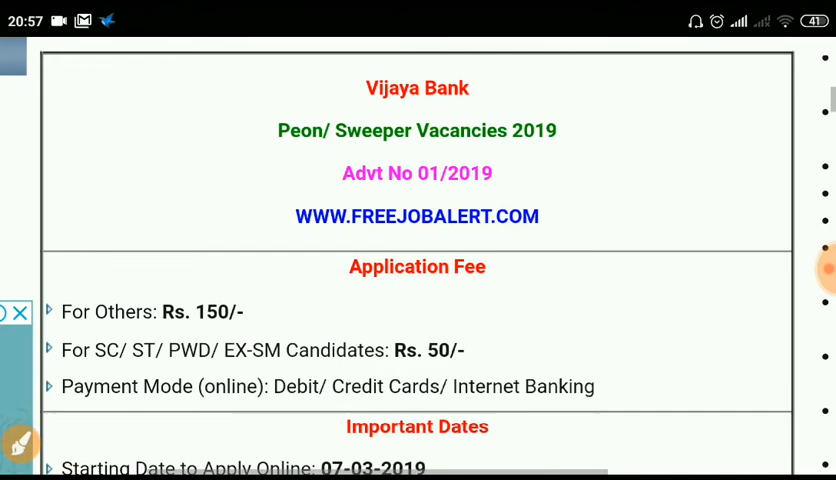 20:57
41
Vijaya Bank
Peon/ Sweeper Vacancies 2019
Advt No 01/2019
WWW.FREEJOBALERT.COM
Application Fee
For Others: Rs. 150/-
For SC/ ST/ PWD/ EX-SM Candidates: Rs. 50/-
Payment Mode (online): Debit/ Credit Cards/ Internet Banking
Important Dates
Starting Date to Apply Online: 07-03-2019